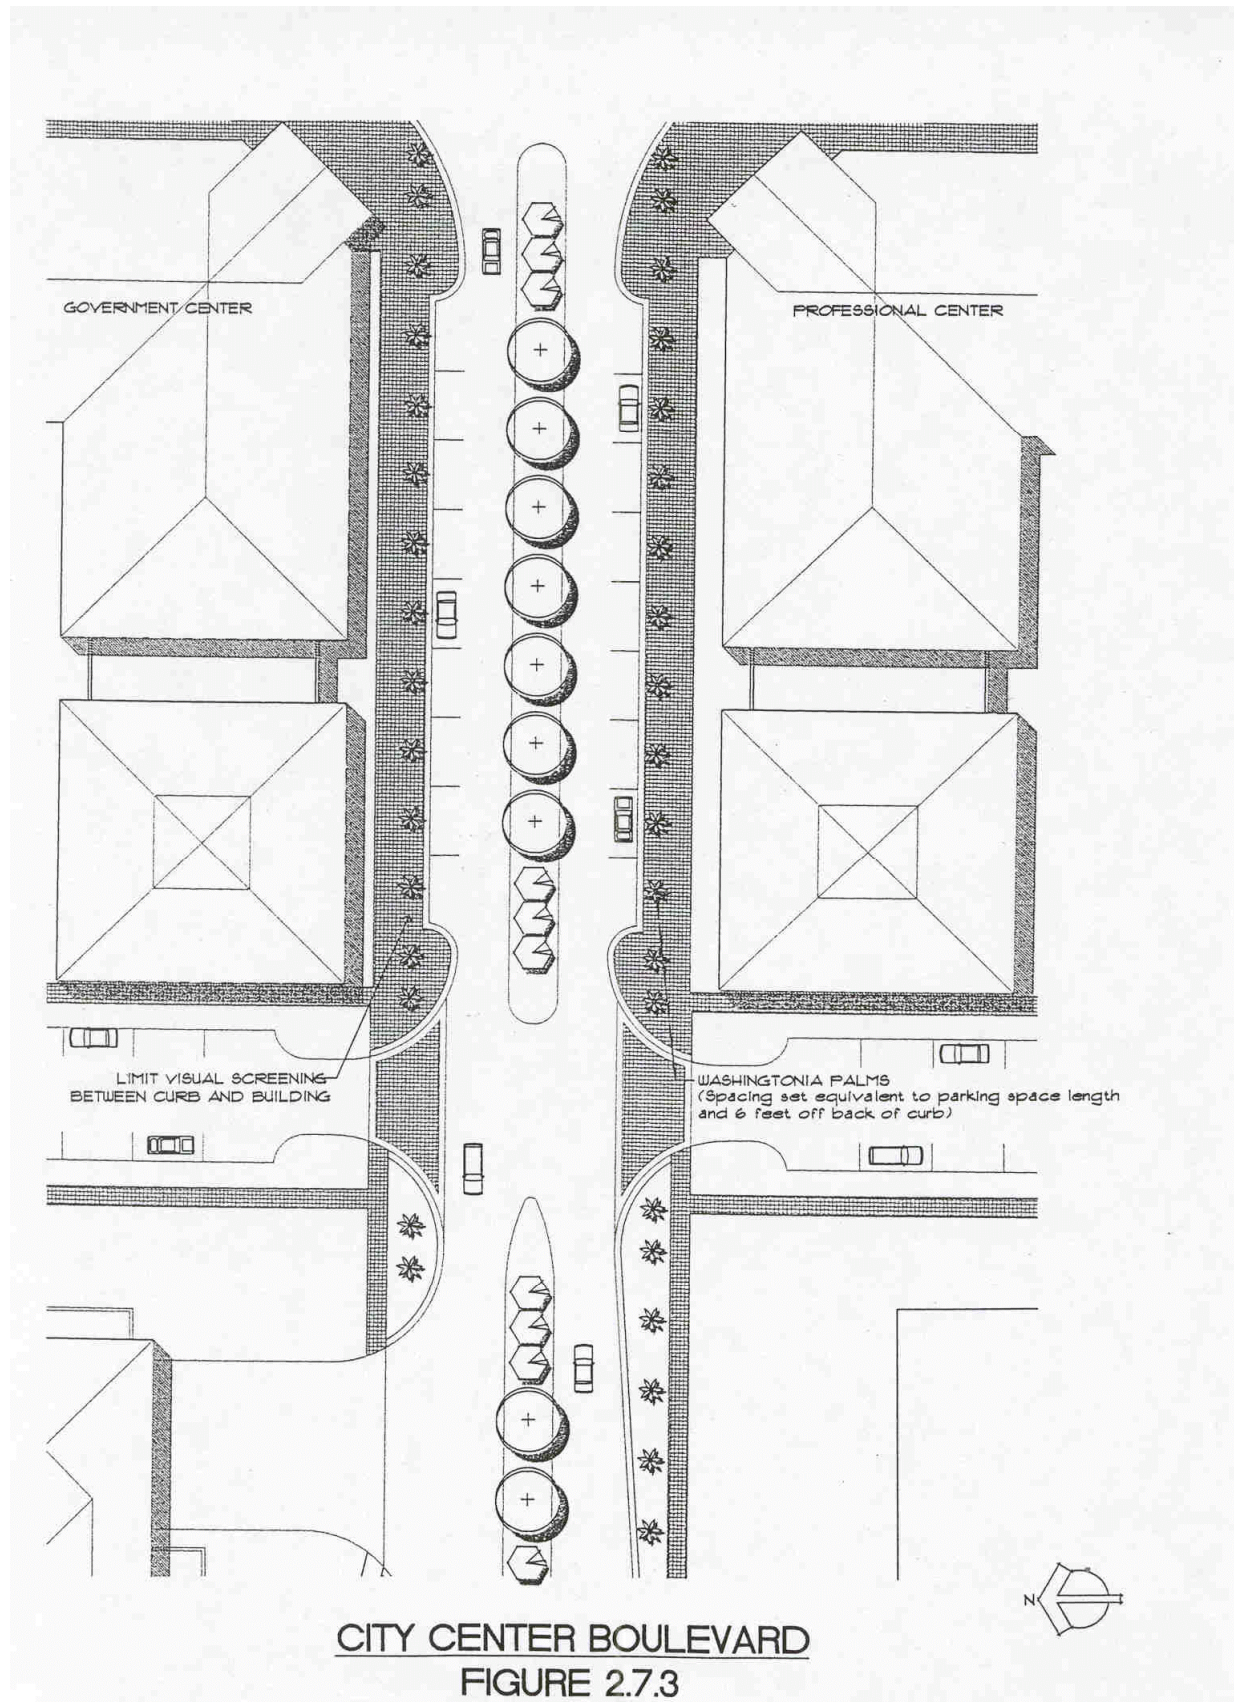 GOVERNMENT CENTER
PROFESSIONAL CENTER
LIMIT VISUAL SCREENING
BETWEEN CURB AND BUILDING
WASHINGTONIA PALMS
(Spacing set equivalent to parking space length
and 6 feet off back of curb)
N
CITY CENTER BOULEVARD
FIGURE 2.7.3